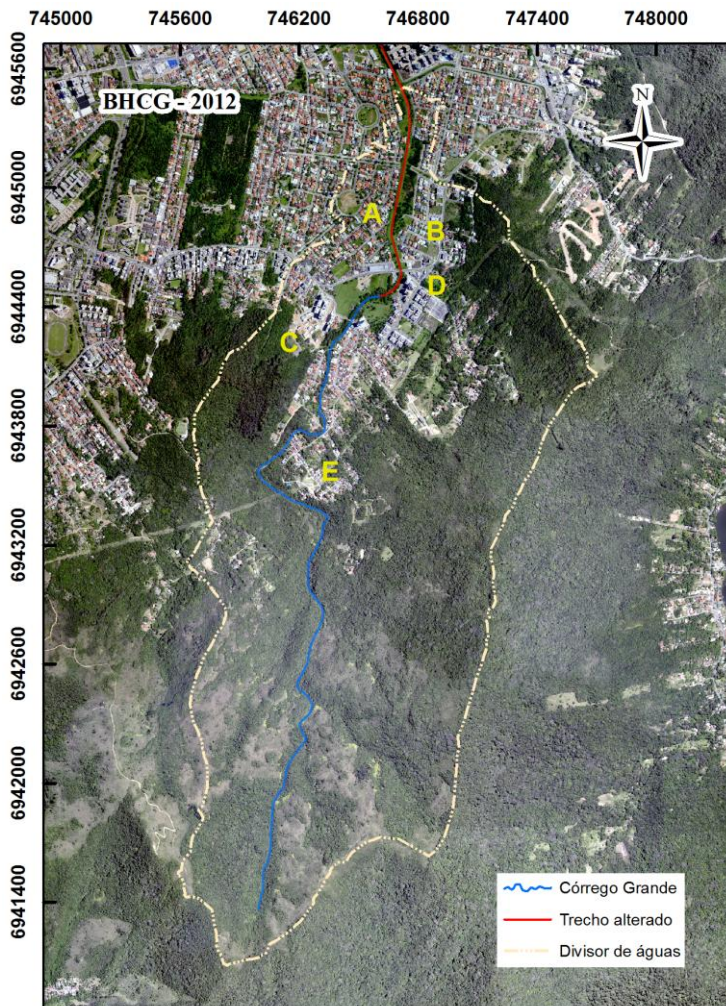 745000 745600 746200 746800 747400 748000
6945600
BHCG - 2012
N
6945000
A
B
D
6944400
C
6943800
E
6943200
6942600
6942000
6941400
Córrego Grande
Trecho alterado
Divisor de águas